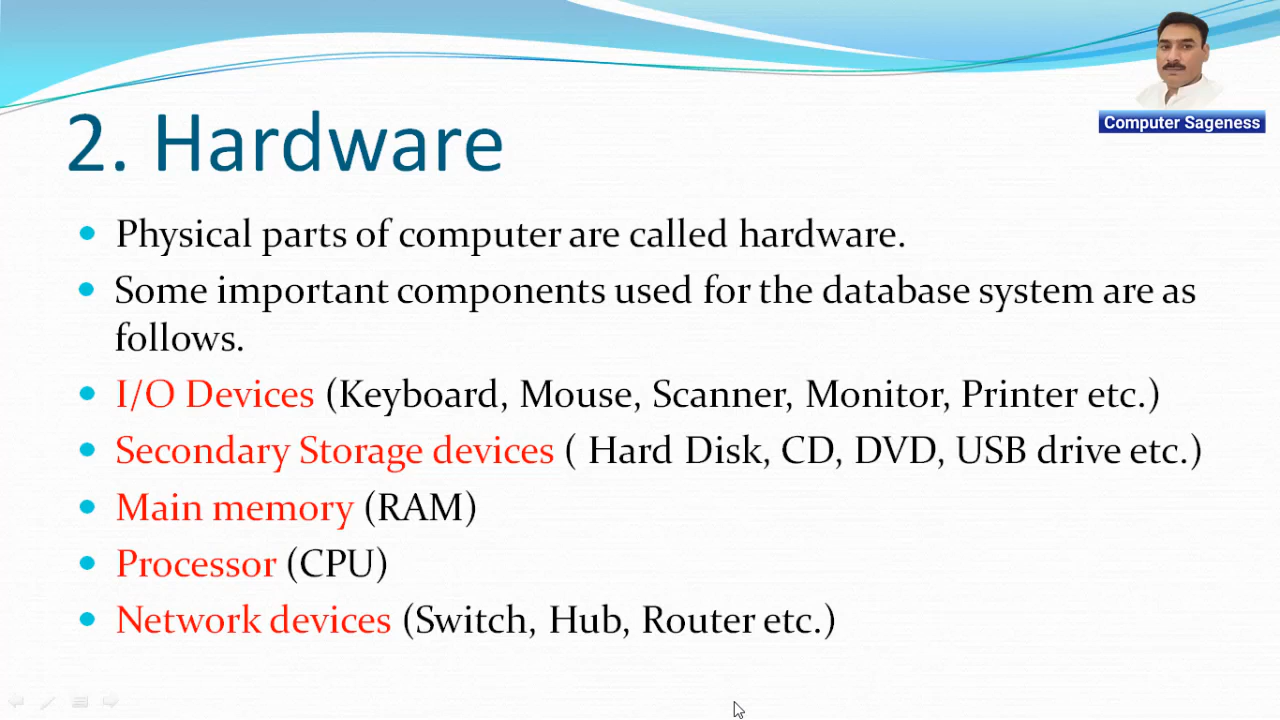 Computer Sageness
2. Hardware
Physical parts of computer are called hardware.
Some important components used for the database system are as
follows.
I/O Devices (Keyboard, Mouse, Scanner, Monitor, Printer etc.)
Secondary Storage devices ( Hard Disk, CD, DVD, USB drive etc.)
Main memory (RAM)
Processor (CPU)
Network devices (Switch, Hub, Router etc.)